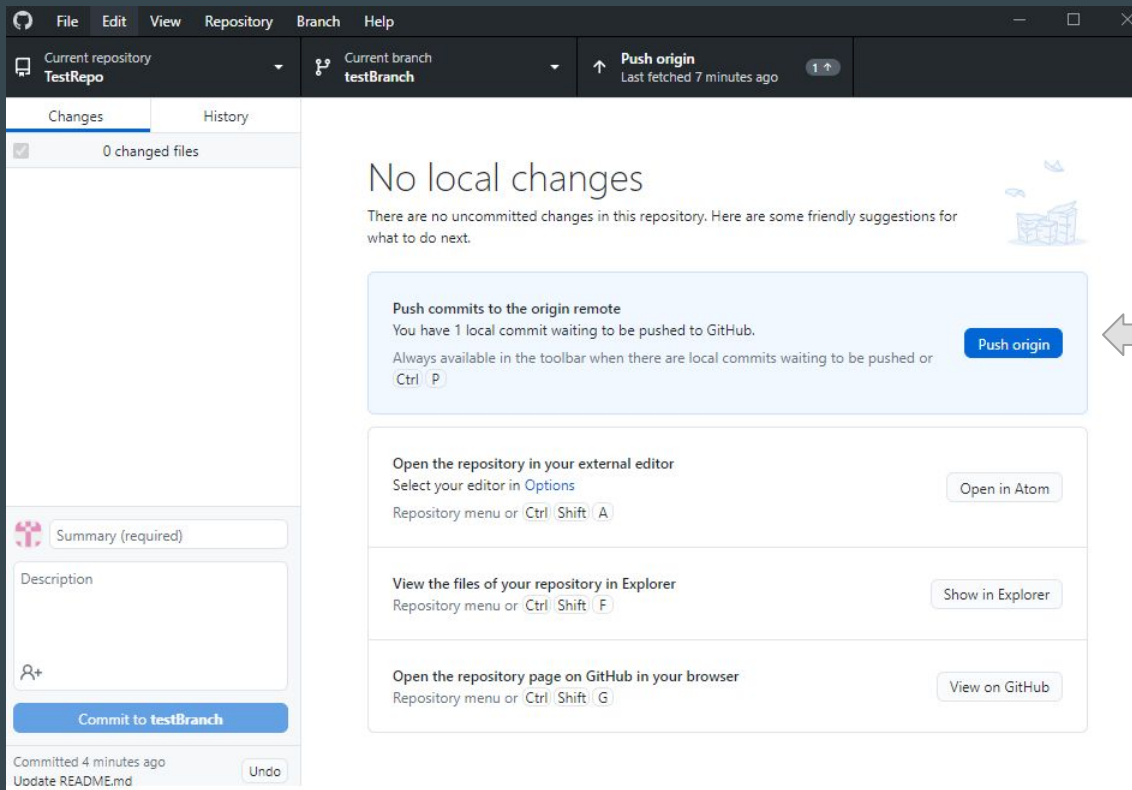 File Edit View Repository Branch Help
Current repository
TestRepo
Current branch
testBranch
Push origin
Last fetched 7 minutes ago
1
Changes History
0 changed files
No local changes
There are no uncommitted changes in this repository. Here are some friendly suggestions for
what to do next.
Push commits to the origin remote
You have 1 local commit waiting to be pushed to GitHub.
Always available in the toolbar when there are local commits waiting to be pushed or
Ctrl P
Push origin
Open the repository in your external editor
Select your editor in Options
Repository menu or Ctrl Shift A
Open in Atom
View the files of your repository in Explorer
Repository menu or Ctrl Shift F
Show in Explorer
Open the repository page on GitHub in your browser
Repository menu or Ctrl Shift G
View on GitHub
Summary (required)
Description
Commit to testBranch
Committed 4 minutes ago
Update README.md
Undo